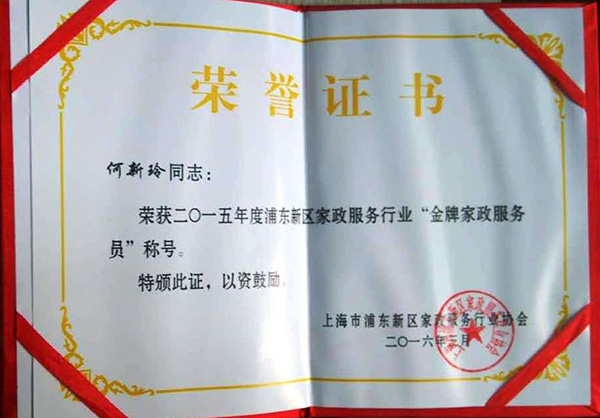 荣誉证书
何新玲同志：
荣获二〇一五年度浦东新区家政服务行业“金牌家政服务
员”称号。
特颁此证，以资鼓励。
上海市浦东新区家政服务行业协会
二〇一六年三月